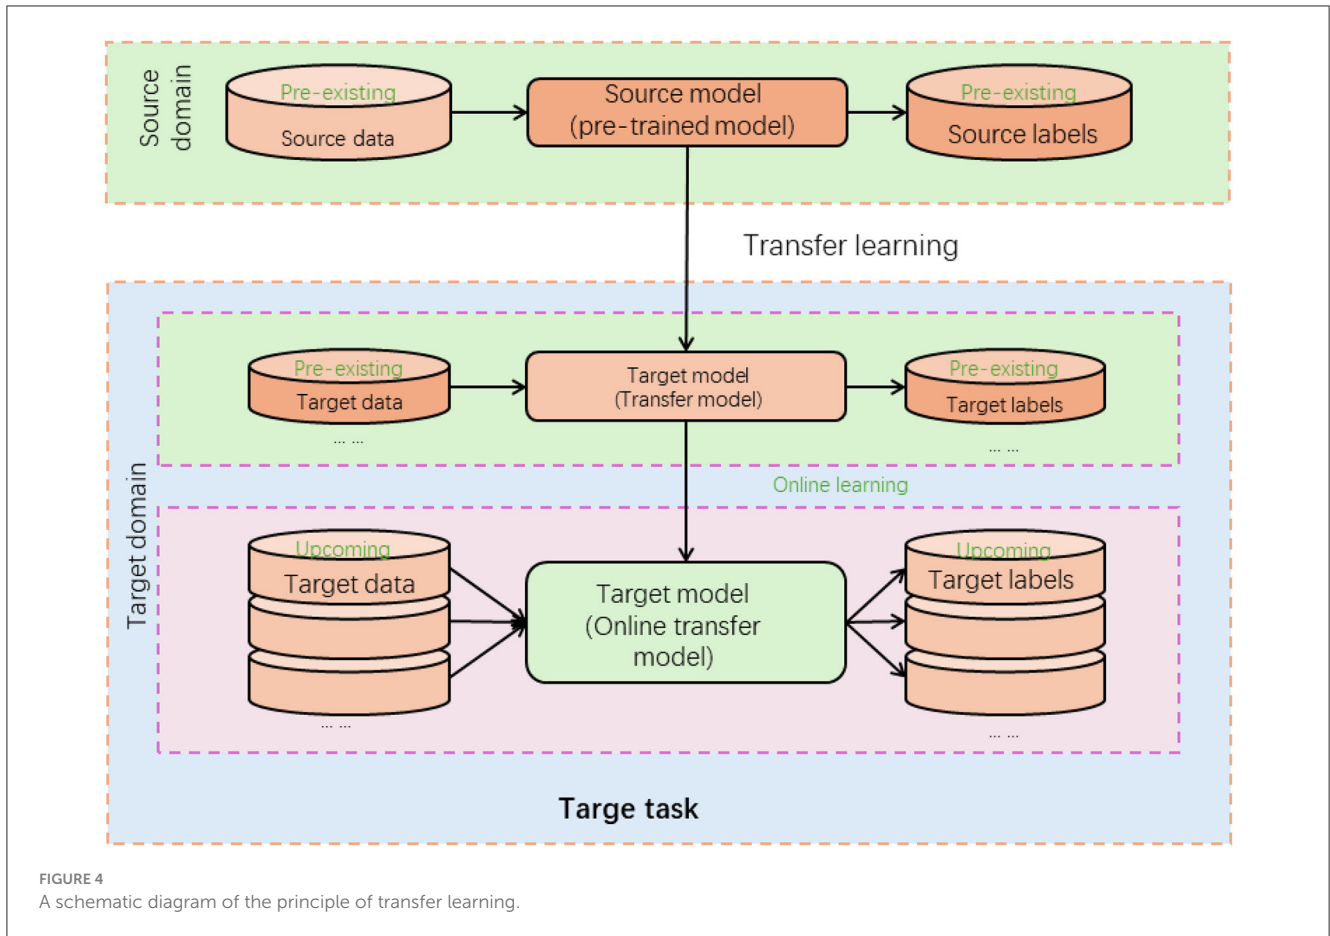 Source
domain
Pre-existing
Source data
Source model
(pre-trained model)
Pre-existing
Source labels
Transfer learning
Target domain
Pre-existing
Target data
... ...
Target model
(Transfer model)
Pre-existing
Target labels
... ...
Online learning
Upcoming
Target data
... ...
Target model
(Online transfer
model)
Upcoming
Target labels
... ...
Targe task
FIGURE 4
A schematic diagram of the principle of transfer learning.